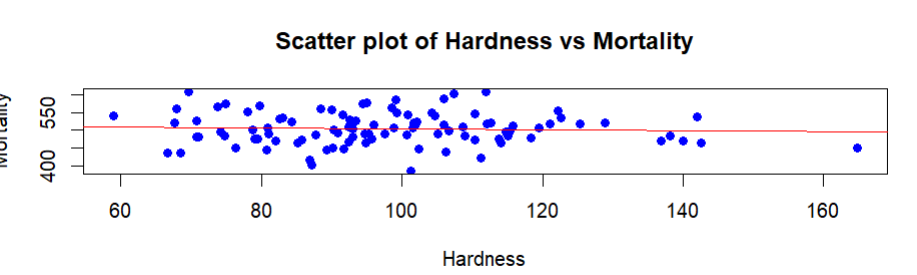 Scatter plot of Hardness vs Mortality
Mortality
550
400
60 80 100 120 140 160
Hardness